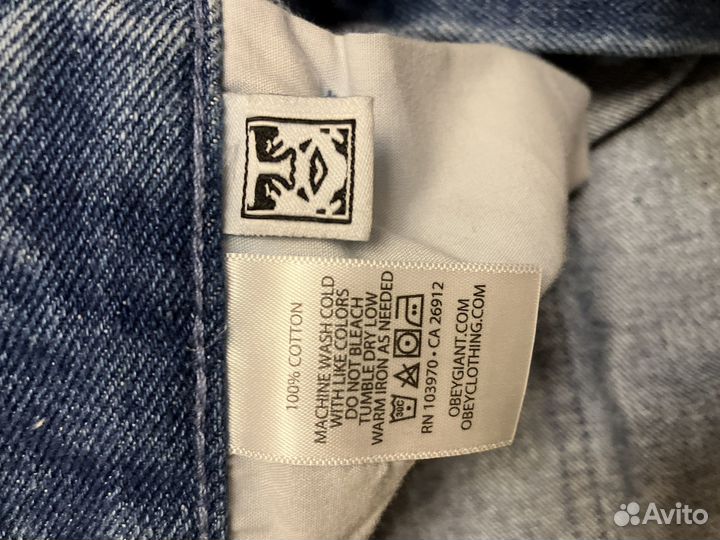 100% COTTON
MACHINE WASH COLD
WITH LIKE COLORS
DO NOT BLEACH
TUMBLE DRY LOW
WARM IRON AS NEEDED
30C
RN 103970 • CA 26912
OBEYGIANT.COM
OBEYCLOTHING.COM
Avito